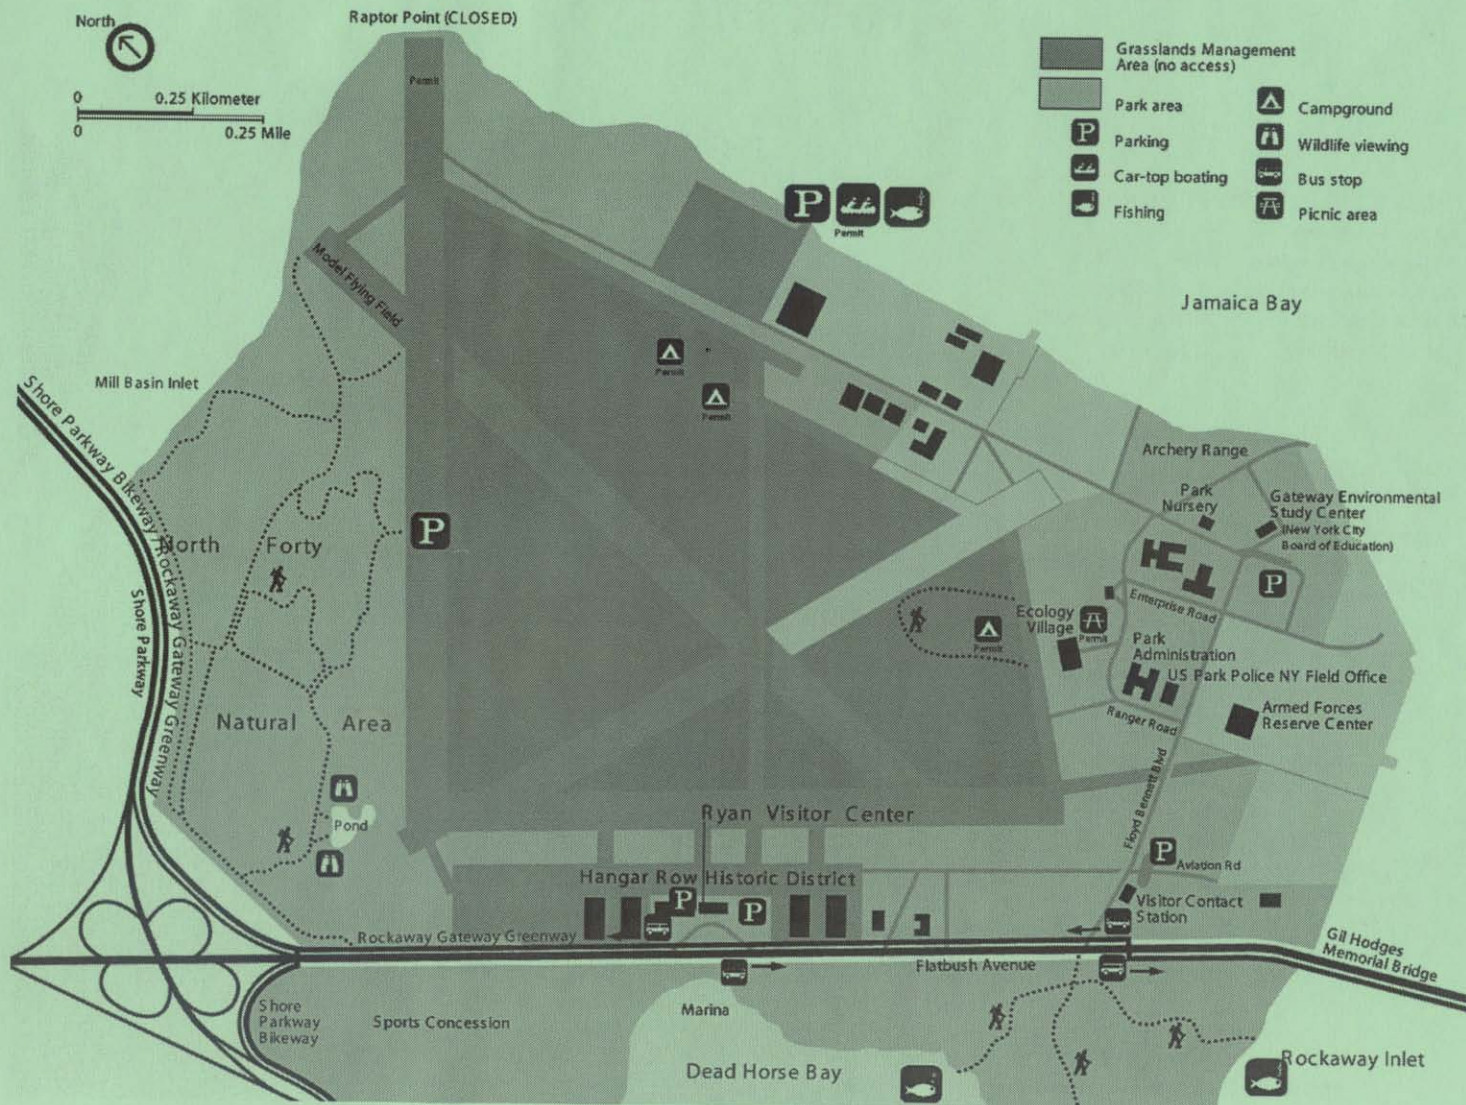 Raptor Point (CLOSED)
North
0 0.25 Kilometer
0 0.25 Mile
Permit
Grasslands Management
Area (no access)
Park area
P
Parking
Car-top boating
Fishing
Campground
Wildlife viewing
Bus stop
Picnic area
P
Permit
Jamaica Bay
Model Flying Field
Mill Basin Inlet
Permit
Permit
Shore Parkway Bikeway/Rockaway Gateway Greenway
Shore Parkway
North Forty
Natural Area
P
Archery Range
Park
Nursery
Gateway Environmental
Study Center
(New York City
Board of Education)
P
Enterprise Road
Ecology
Village
Permit
Permit
Park
Administration
US Park Police NY Field Office
Ranger Road
Armed Forces
Reserve Center
Floyd Bennett Blvd
Pond
Ryan Visitor Center
Hangar Row Historic District
P
P
P
Aviation Rd
Visitor Contact
Station
Rockaway Gateway Greenway
Flatbush Avenue
Gil Hodges
Memorial Bridge
Shore
Parkway
Bikeway
Sports Concession
Marina
Dead Horse Bay
Rockaway Inlet